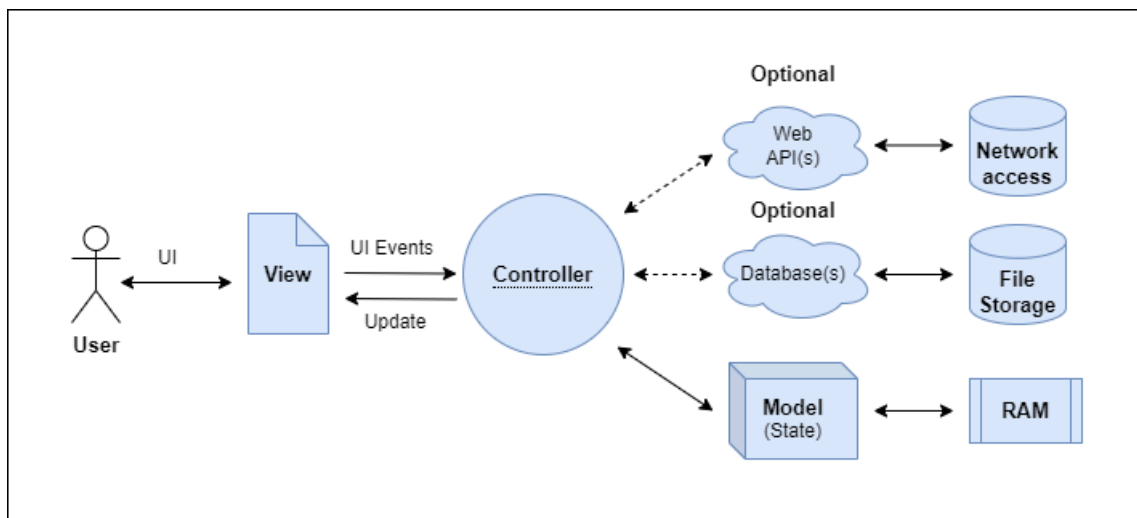 Optional
Web
API(s)
Network
access
Optional
UI
View
UI Events
Controller
Database(s)
File
Storage
Update
User
Model
(State)
RAM